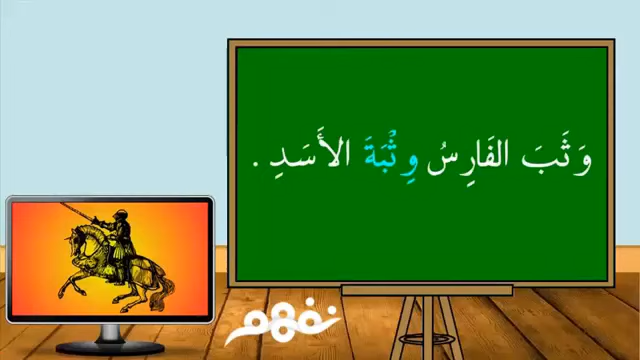 وَثَبَ الفَارِسُ وِثْبَةَ الأَسَدِ .
نفهم